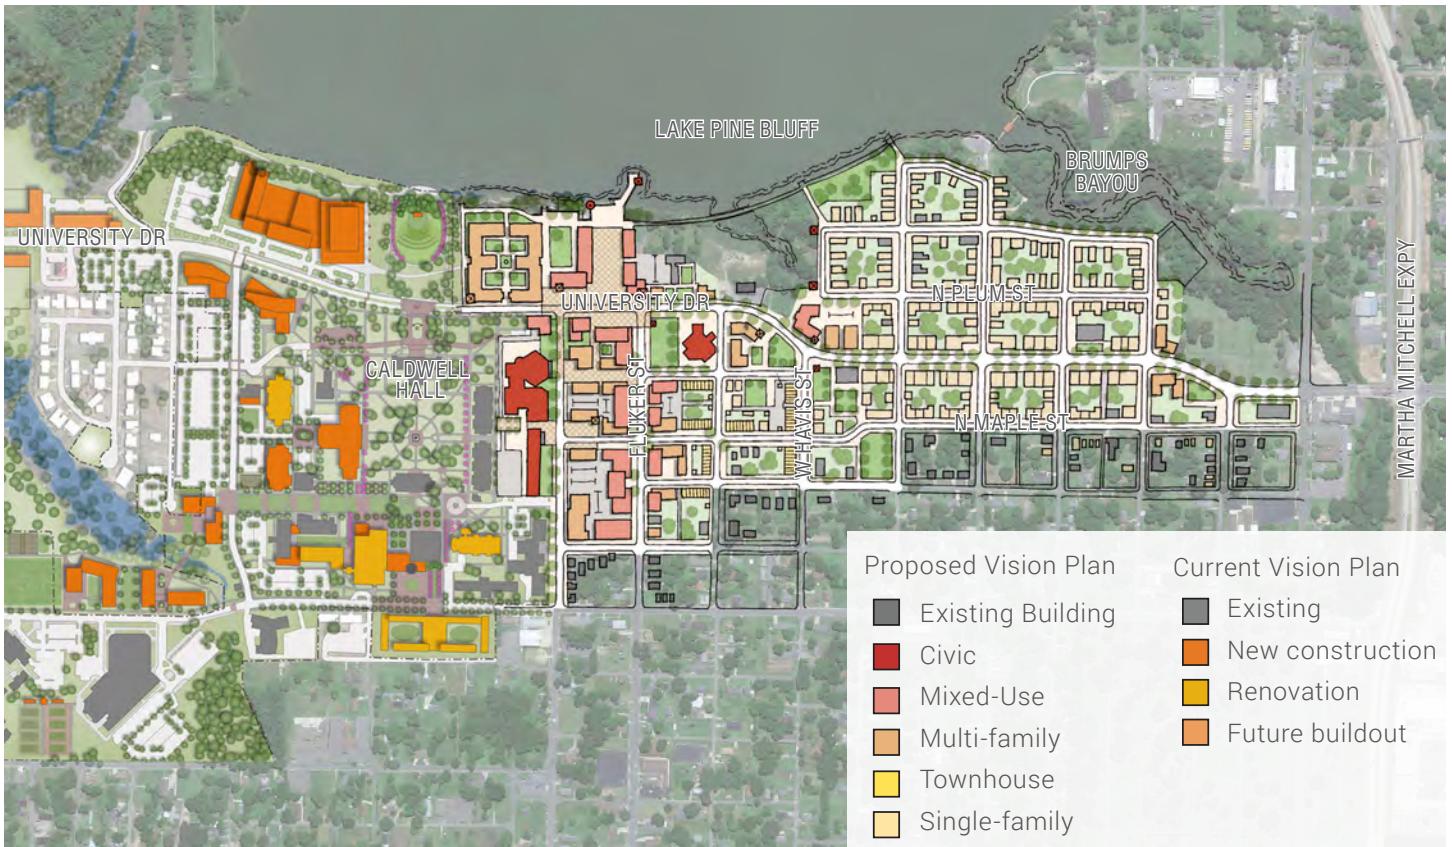 LAKE PINE BLUFF
BRUMPS
BAYOU
UNIVERSITY DR
UNIVERSITY DR
N PLUM ST
MARTHA MITCHELL EXPY
CALDWELL
HALL
FLUKER ST
W HAVIS ST
N MAPLE ST
Proposed Vision Plan
Existing Building
Civic
Mixed-Use
Multi-family
Townhouse
Single-family
Current Vision Plan
Existing
New construction
Renovation
Future buildout